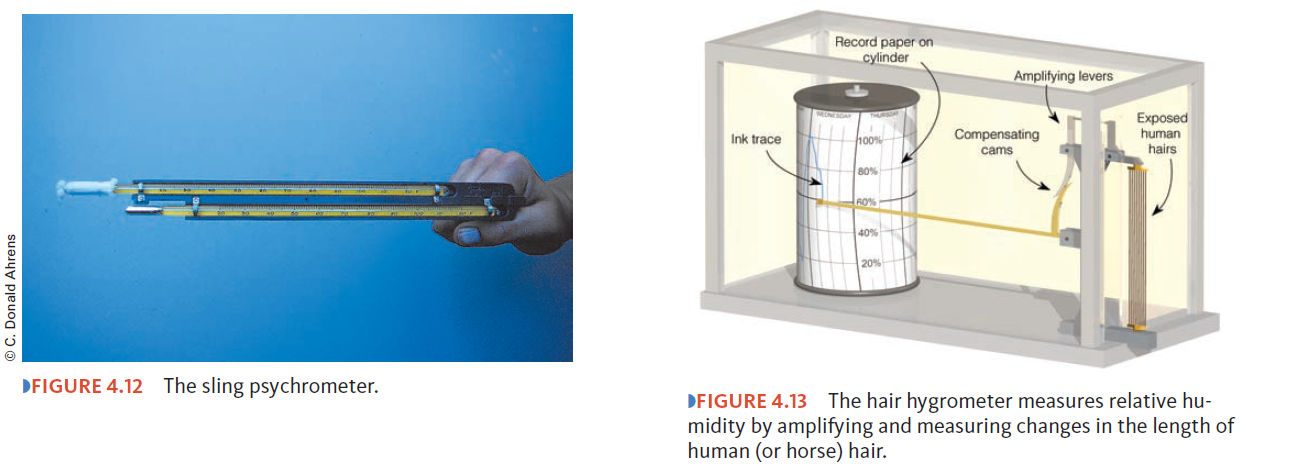 © C. Donald Ahrens
FIGURE 4.12 The sling psychrometer.
Record paper on
cylinder
Amplifying levers
Exposed
human
hairs
Compensating
cams
Ink trace
WEDNESDAY THURSDAY
100%
80%
60%
40%
20%
FIGURE 4.13 The hair hygrometer measures relative hu-
midity by amplifying and measuring changes in the length of
human (or horse) hair.